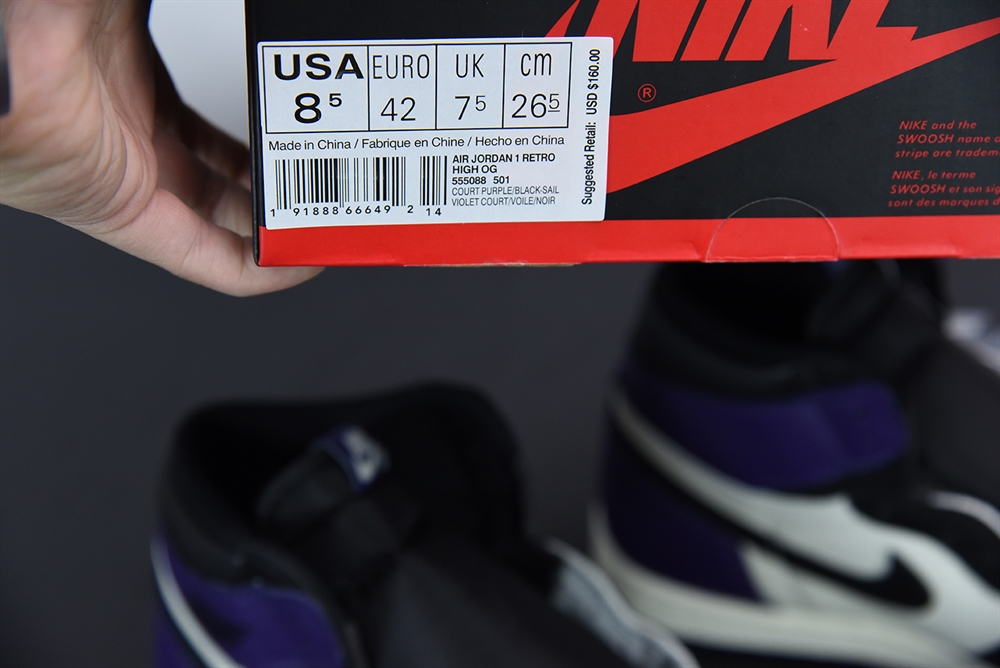 NIKE
®
USA EURO UK cm
8⁵ 42 7⁵ 26⁵
Suggested Retail: USD $160.00
Made in China / Fabrique en Chine / Hecho en China
AIR JORDAN 1 RETRO
HIGH OG
555088 501
COURT PURPLE/BLACK-SAIL
VIOLET COURT/VOILE/NOIR
1 91888 66649 2 14
NIKE and the
SWOOSH name
stripe are
NIKE, le terme
SWOOSH et son
sont des marques